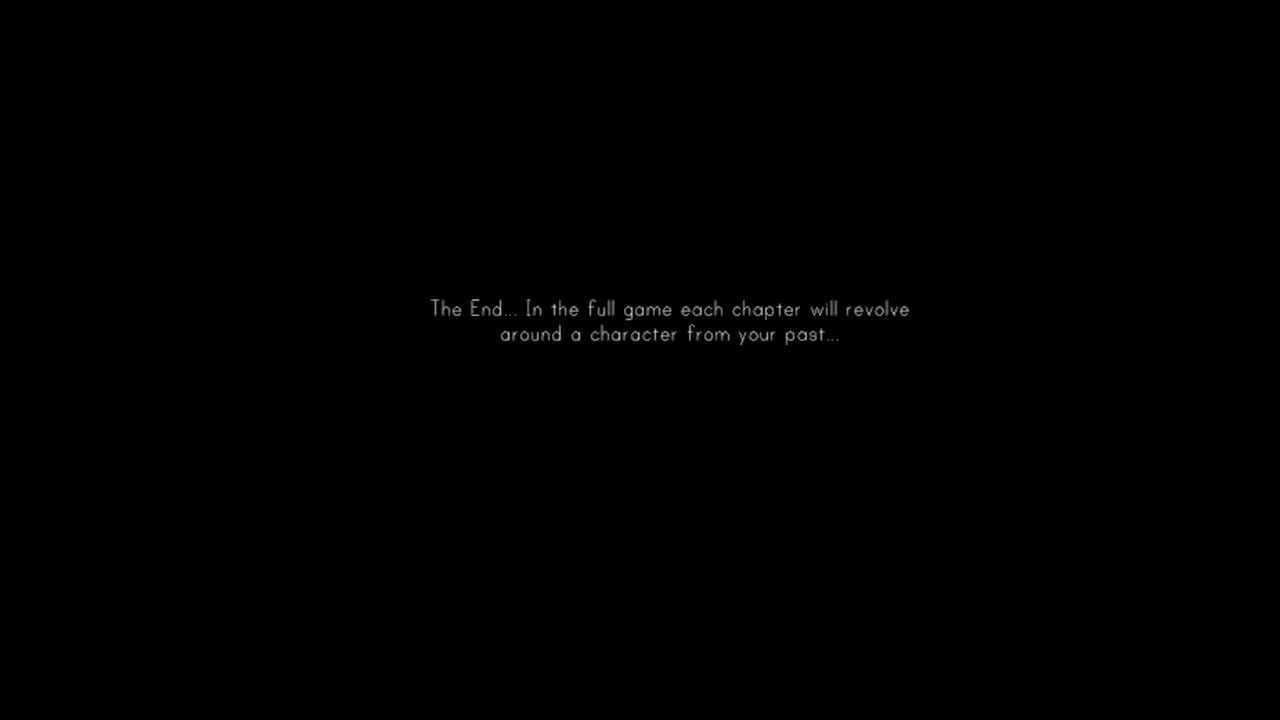 The End... In the full game each chapter will revolve
around a character from your past...